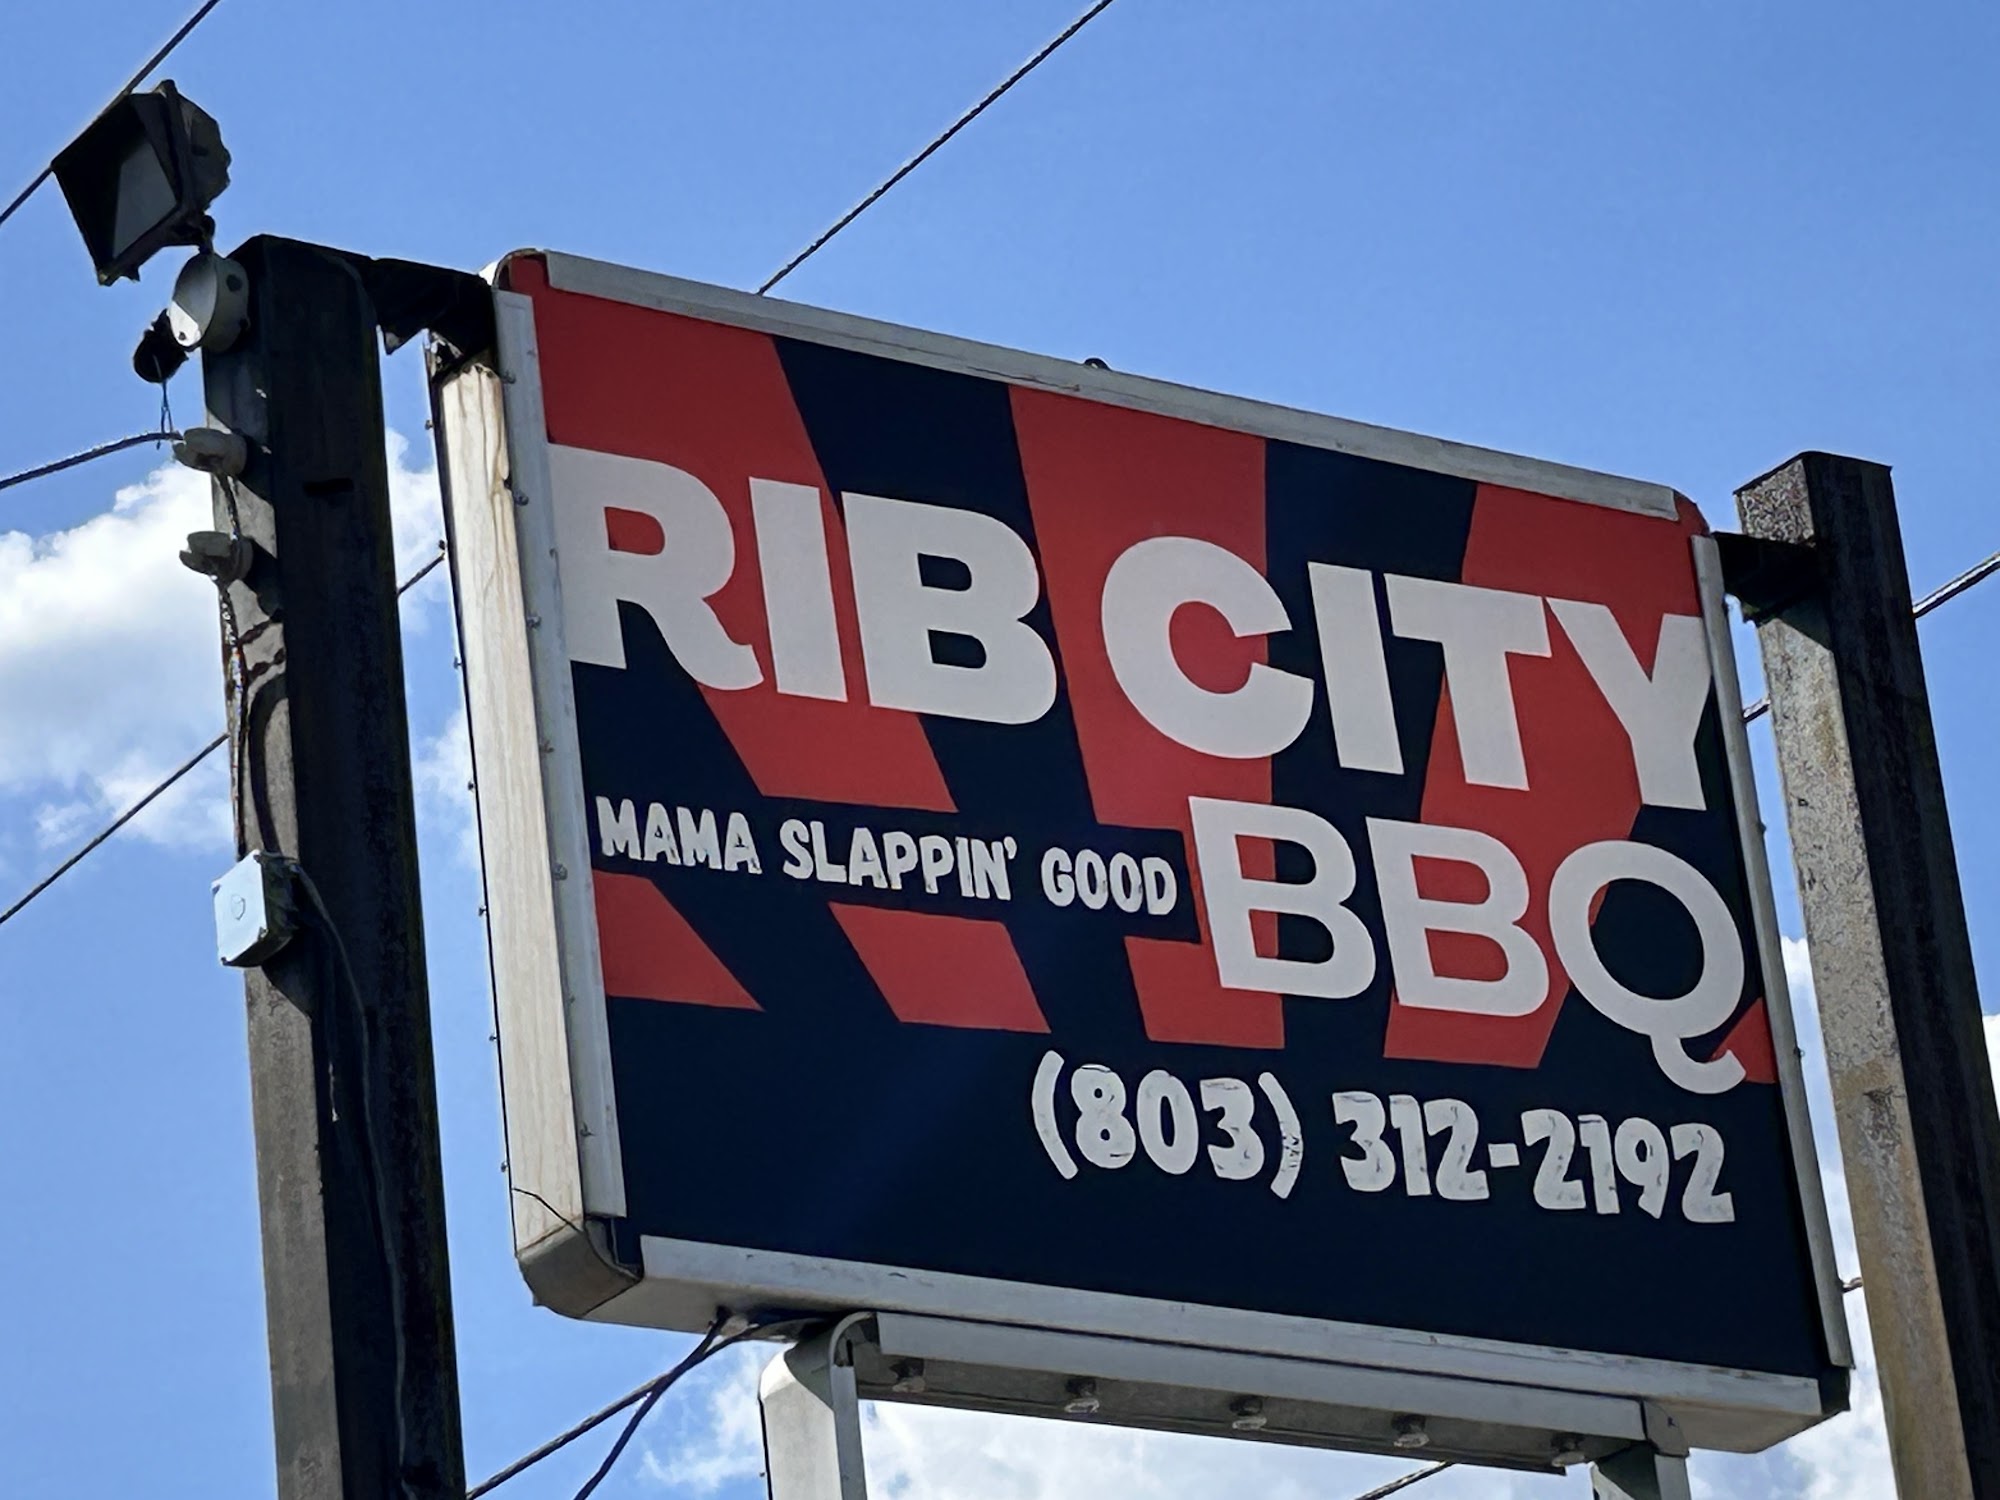 RIB CITY
MAMA SLAPPIN' GOOD BBQ
(803) 312-2192